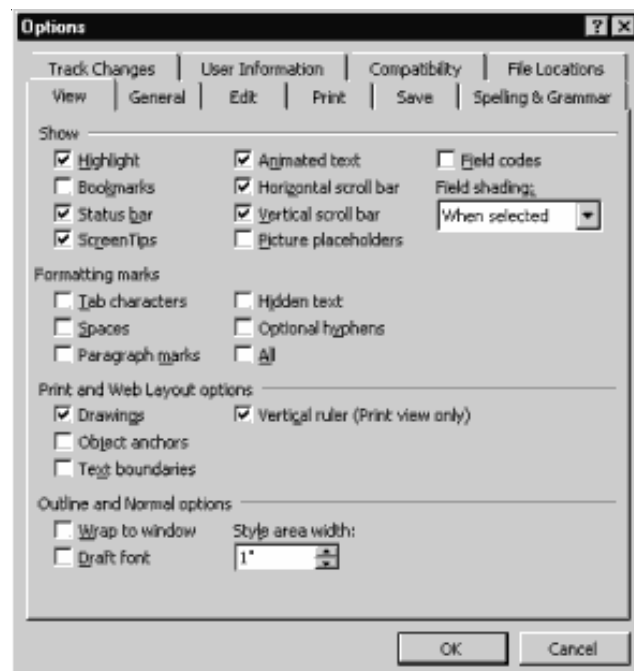 Options
Track Changes User Information Compatibility File Locations
View General Edit Print Save Spelling & Grammar
Show
Highlight Animated text Field codes
Bookmarks Horizontal scroll bar Field shading:
Status bar Vertical scroll bar When selected
ScreenTips Picture placeholders
Formatting marks
Tab characters Hidden text
Spaces Optional hyphens
Paragraph marks All
Print and Web Layout options
Drawings Vertical ruler (Print view only)
Object anchors
Text boundaries
Outline and Normal options
Wrap to window Style area width:
Draft font 1"
OK Cancel